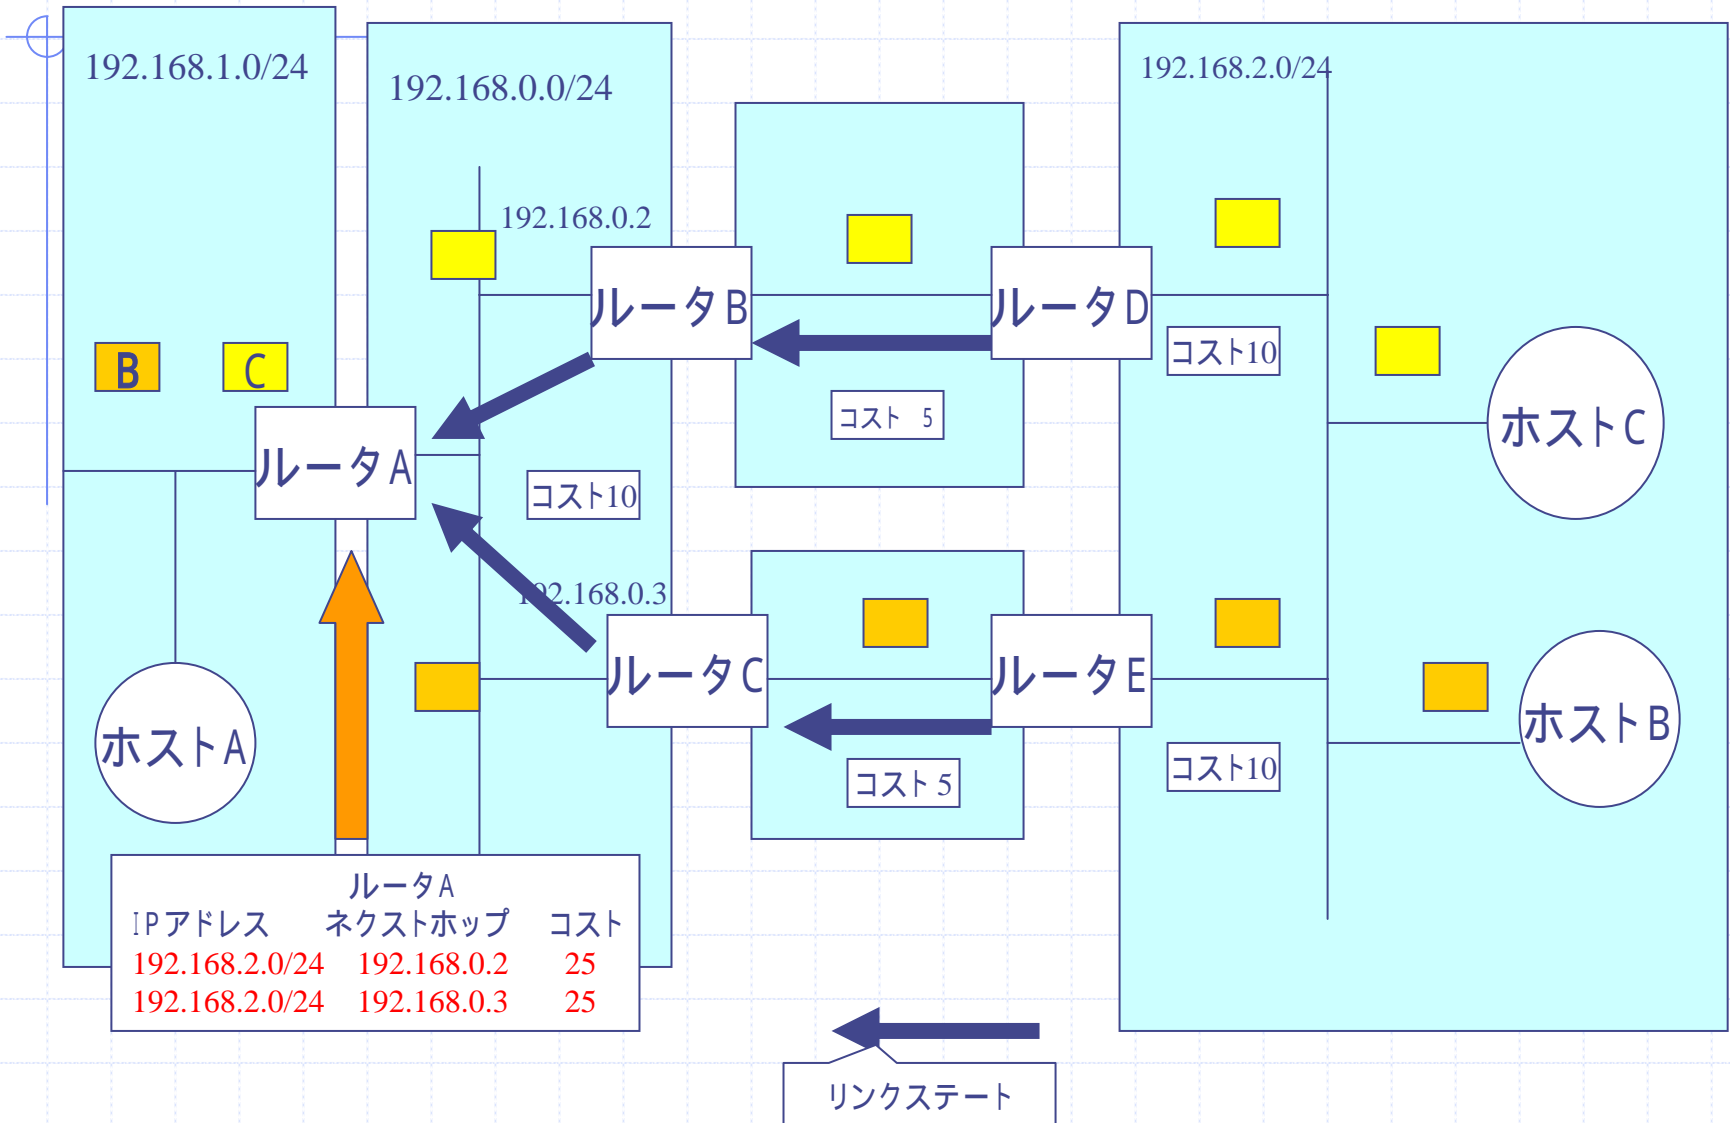 192.168.1.0/24
192.168.0.0/24
192.168.2.0/24
192.168.0.2
ルータB
ルータD
B
C
コスト10
コスト 5
ルータA
コスト10
ホストC
192.168.0.3
ルータC
ルータE
ホストA
コスト 5
コスト10
ホストB
ルータA
IPアドレス ネクストホップ コスト
192.168.2.0/24 192.168.0.2 25
192.168.2.0/24 192.168.0.3 25
リンクステート